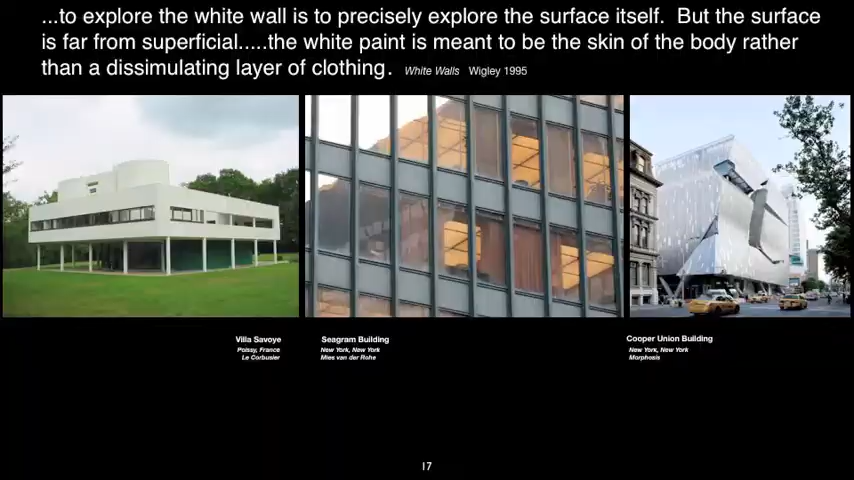 ...to explore the white wall is to precisely explore the surface itself.  But the surface
is far from superficial.....the white paint is meant to be the skin of the body rather
than a dissimulating layer of clothing.  White Walls  Wigley 1995
Villa Savoye
Poissy, France
Le Corbusier
Seagram Building
New York, New York
Mies van der Rohe
Cooper Union Building
New York, New York
Morphosis
17